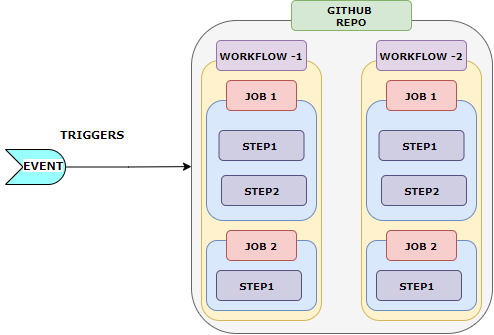 GITHUB
REPO
WORKFLOW -1
WORKFLOW -2
JOB 1
JOB 1
TRIGGERS
STEP1
STEP1
EVENT
STEP2
STEP2
JOB 2
JOB 2
STEP1
STEP1